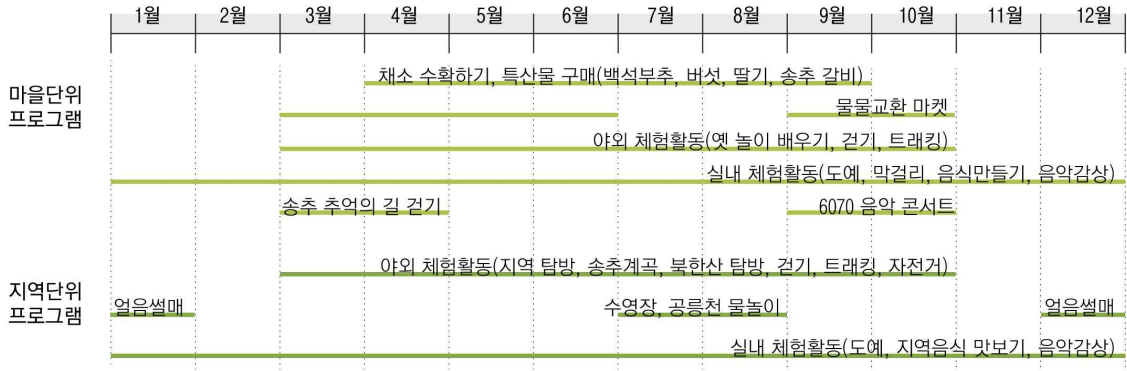 1월 2월 3월 4월 5월 6월 7월 8월 9월 10월 11월 12월
마을단위
프로그램
채소 수확하기, 특산물 구매(백석부추, 버섯, 딸기, 송추 갈비)
물물교환 마켓
야외 체험활동(옛 놀이 배우기, 걷기, 트래킹)
실내 체험활동(도예, 막걸리, 음식만들기, 음악감상)
송추 추억의 길 걷기 6070 음악 콘서트
지역단위
프로그램
야외 체험활동(지역 탐방, 송추계곡, 북한산 탐방, 걷기, 트래킹, 자전거)
얼음썰매 수영장, 공릉천 물놀이 얼음썰매
실내 체험활동(도예, 지역음식 맛보기, 음악감상)